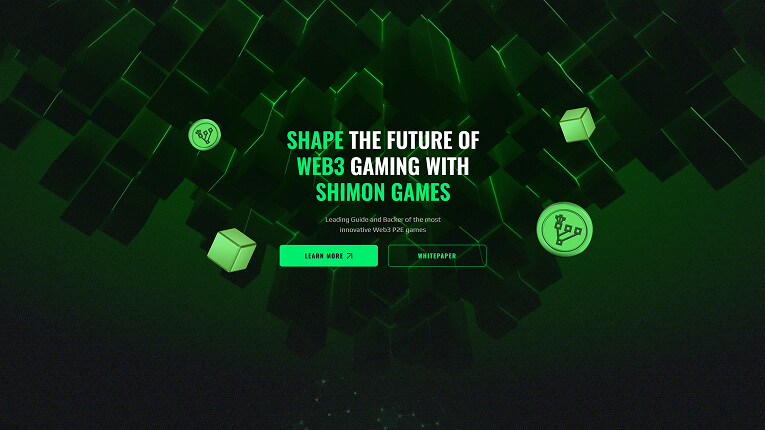 SHAPE THE FUTURE OF
WEB3 GAMING WITH
SHIMON GAMES
Leading Guide and Backer of the most
innovative Web3 P2E games
LEARN MORE
WHITEPAPER